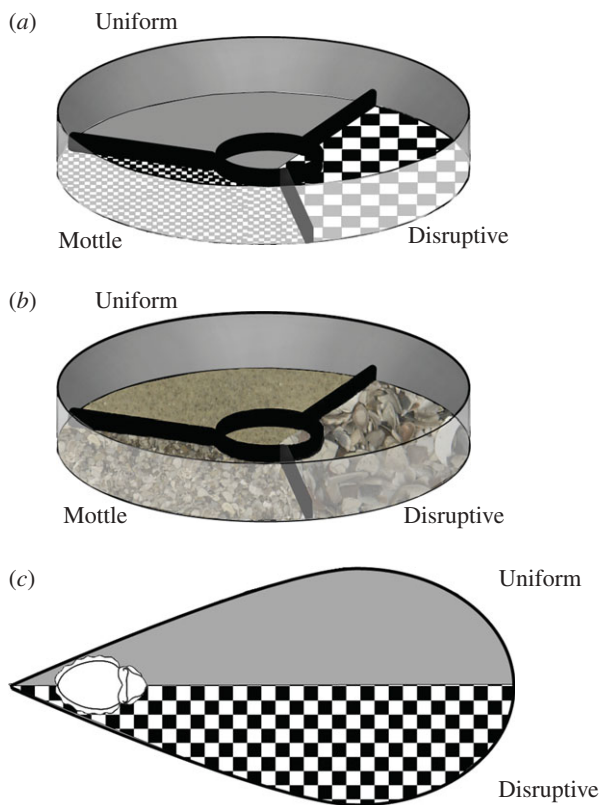 (a) Uniform
Mottle Disruptive
(b) Uniform
Mottle Disruptive
(c)
Uniform
Disruptive